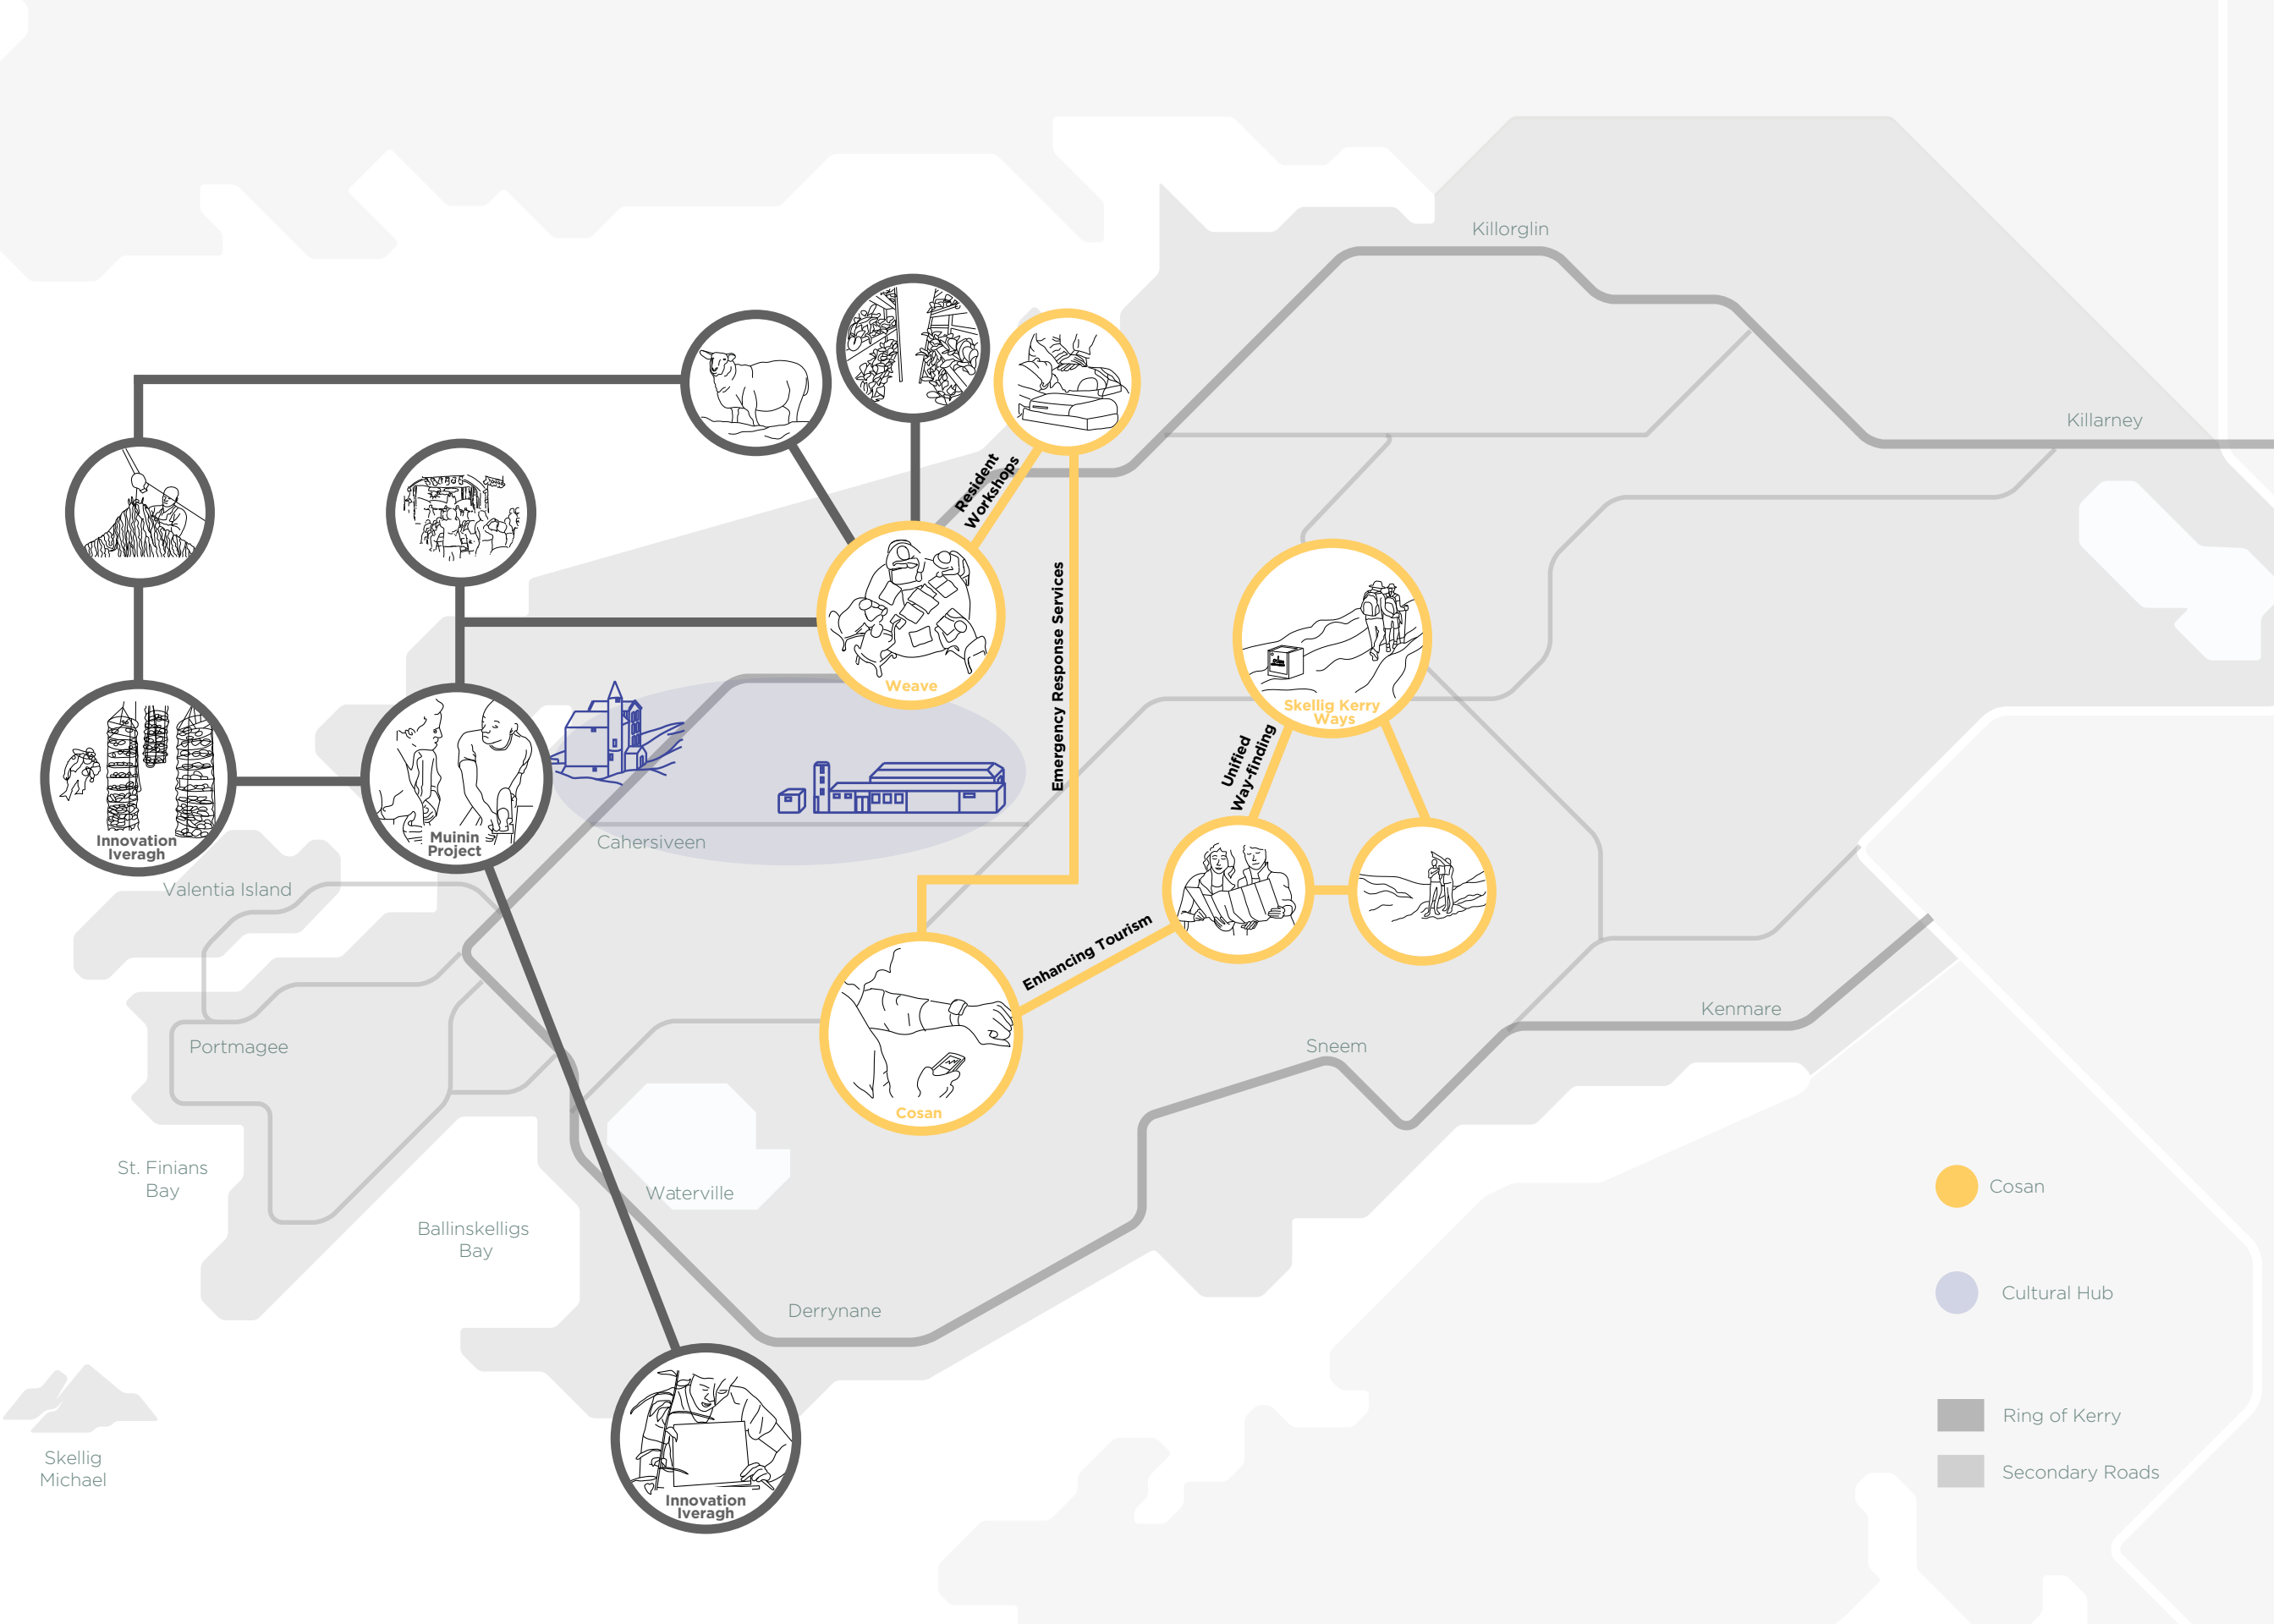 Killorglin
Killarney
Resident
Workshops
Emergency Response Services
Weave
Skellig Kerry
Ways
Unified
Way-finding
Innovation
Iveragh
Muinin
Project
Cahersiveen
Valentia Island
Enhancing Tourism
Portmagee
Kenmare
Sneem
Cosan
St. Finians
Bay
Waterville
Ballinskelligs
Bay
Derrynane
Skellig
Michael
Innovation
Iveragh
Cosan
Cultural Hub
Ring of Kerry
Secondary Roads